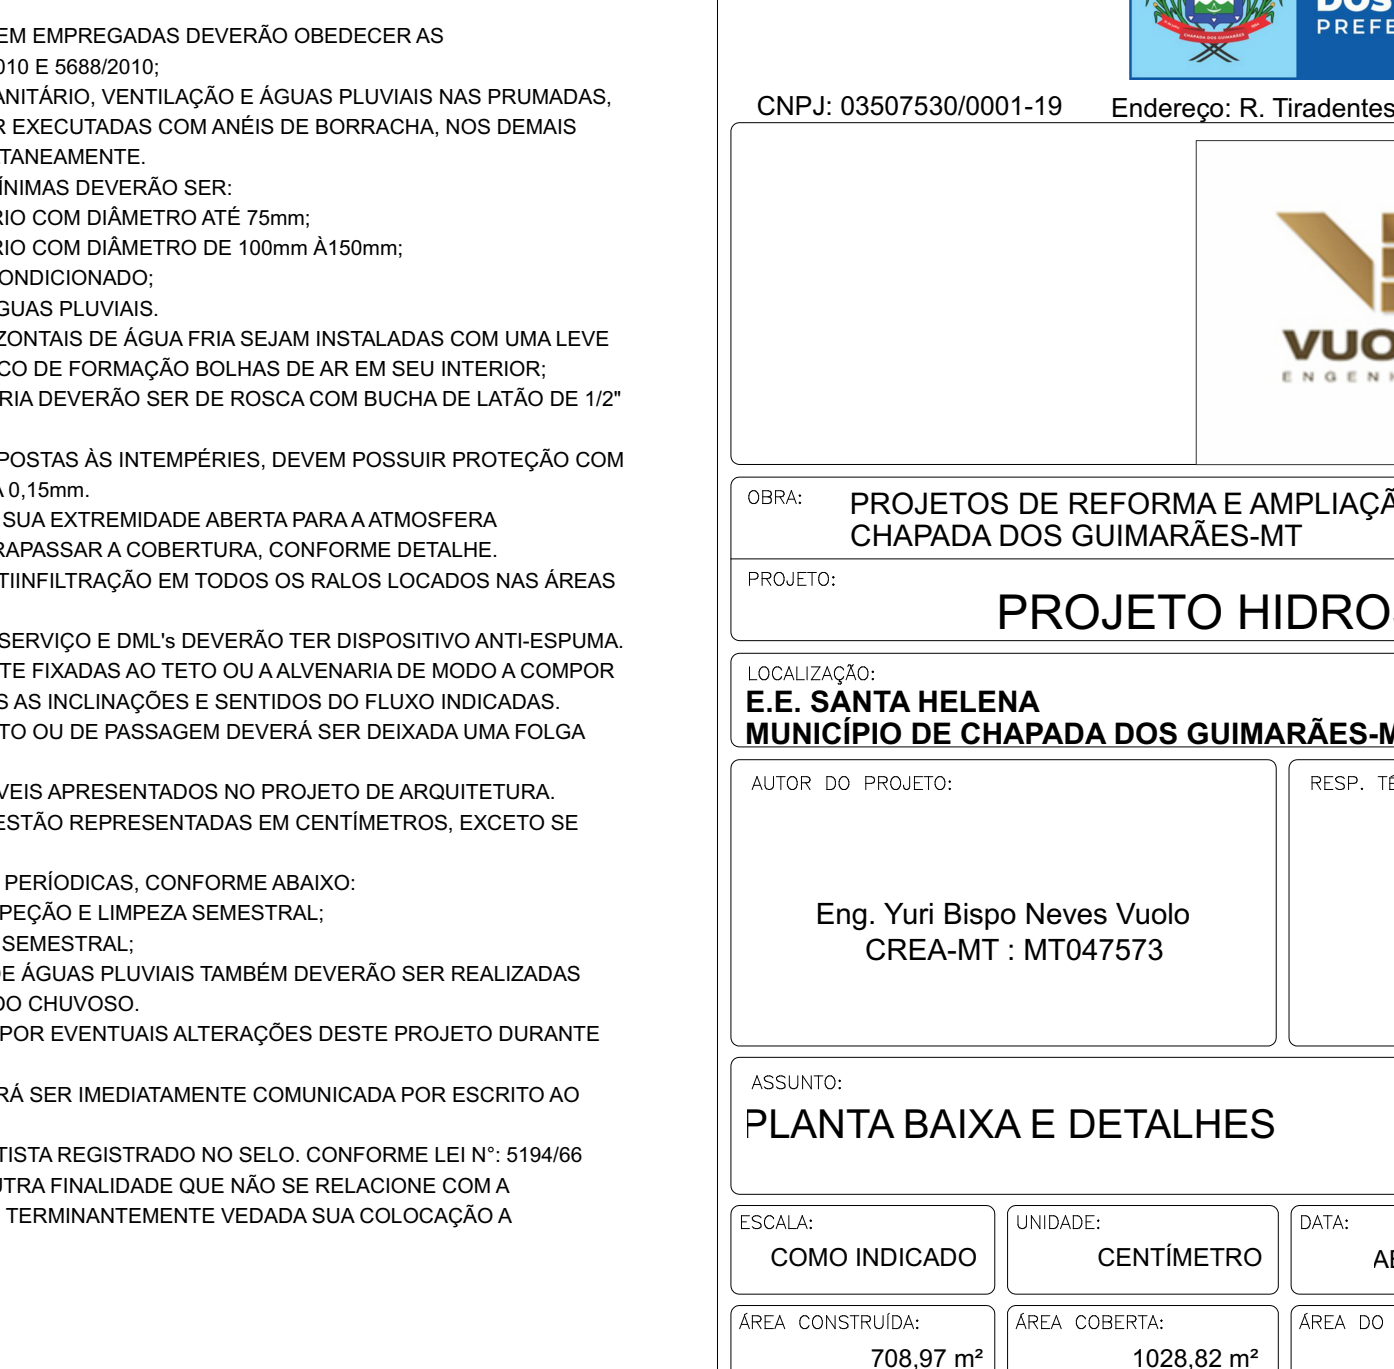 EM EMPREGADAS DEVERÃO OBEDECER AS
010 E 5688/2010;
ANITÁRIO, VENTILAÇÃO E ÁGUAS PLUVIAIS NAS PRUMADAS,
R EXECUTADAS COM ANÉIS DE BORRACHA, NOS DEMAIS
TANEAMENTE.
ÍNIMAS DEVERÃO SER:
RIO COM DIÂMETRO ATÉ 75mm;
RIO COM DIÂMETRO DE 100mm À150mm;
ONDICIONADO;
GUAS PLUVIAIS.
ZONTAIS DE ÁGUA FRIA SEJAM INSTALADAS COM UMA LEVE
CO DE FORMAÇÃO BOLHAS DE AR EM SEU INTERIOR;
RIA DEVERÃO SER DE ROSCA COM BUCHA DE LATÃO DE 1/2"
POSTAS ÀS INTEMPÉRIES, DEVEM POSSUIR PROTEÇÃO COM
A 0,15mm.
SUA EXTREMIDADE ABERTA PARA A ATMOSFERA
RAPASSAR A COBERTURA, CONFORME DETALHE.
TIINFILTRAÇÃO EM TODOS OS RALOS LOCADOS NAS ÁREAS
SERVIÇO E DML's DEVERÃO TER DISPOSITIVO ANTI-ESPUMA.
TE FIXADAS AO TETO OU A ALVENARIA DE MODO A COMPOR
S AS INCLINAÇÕES E SENTIDOS DO FLUXO INDICADAS.
TO OU DE PASSAGEM DEVERÁ SER DEIXADA UMA FOLGA
VEIS APRESENTADOS NO PROJETO DE ARQUITETURA.
ESTÃO REPRESENTADAS EM CENTÍMETROS, EXCETO SE
PERÍODICAS, CONFORME ABAIXO:
PEÇÃO E LIMPEZA SEMESTRAL;
SEMESTRAL;
DE ÁGUAS PLUVIAIS TAMBÉM DEVERÃO SER REALIZADAS
DO CHUVOSO.
POR EVENTUAIS ALTERAÇÕES DESTE PROJETO DURANTE
RÁ SER IMEDIATAMENTE COMUNICADA POR ESCRITO AO
TISTA REGISTRADO NO SELO. CONFORME LEI N°: 5194/66
UTRA FINALIDADE QUE NÃO SE RELACIONE COM A
TERMINANTEMENTE VEDADA SUA COLOCAÇÃO A
DOS
PREFE
CNPJ: 03507530/0001-19 Endereço: R. Tiradentes
VUO
ENGENH
OBRA: PROJETOS DE REFORMA E AMPLIAÇÃ
CHAPADA DOS GUIMARÃES-MT
PROJETO:
PROJETO HIDROS
LOCALIZAÇÃO:
E.E. SANTA HELENA
MUNICÍPIO DE CHAPADA DOS GUIMARÃES-M
AUTOR DO PROJETO: RESP. TÉ
Eng. Yuri Bispo Neves Vuolo
CREA-MT : MT047573
ASSUNTO:
PLANTA BAIXA E DETALHES
ESCALA: UNIDADE: DATA:
COMO INDICADO CENTÍMETRO AB
ÁREA CONSTRUÍDA: ÁREA COBERTA: ÁREA DO
708,97 m² 1028,82 m²